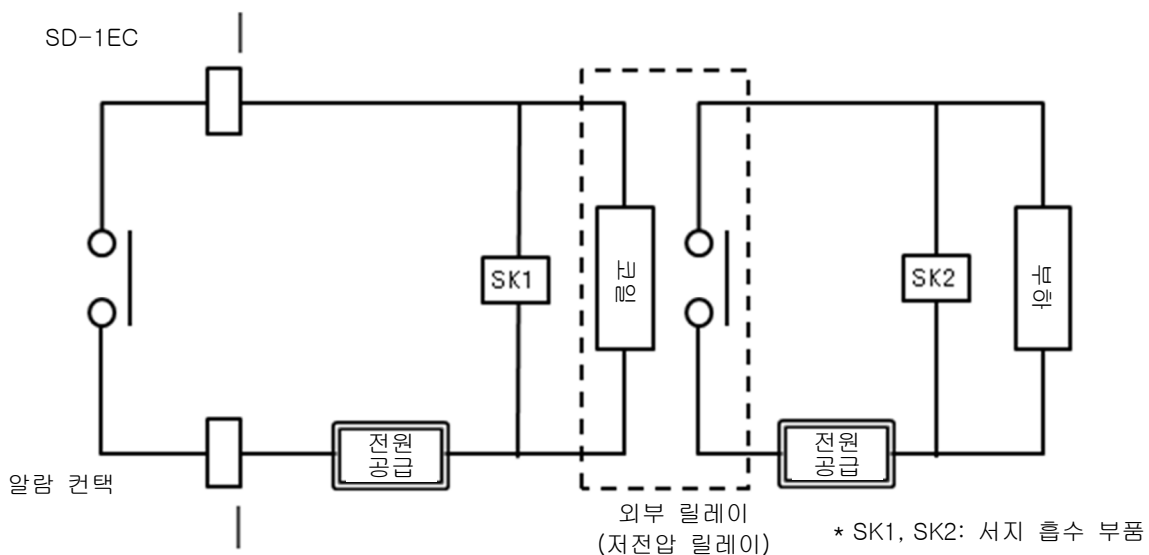 SD-1EC
SK1
코일
SK2
부하
전원
공급
전원
공급
알람 컨택
외부 릴레이
(저전압 릴레이)
* SK1, SK2: 서지 흡수 부품